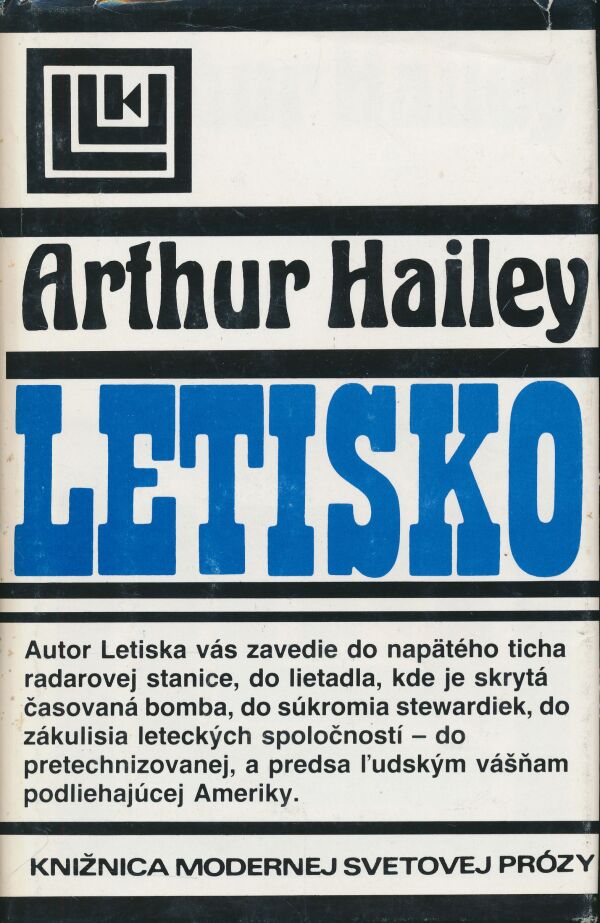 Arthur Hailey
LETISKO
Autor Letiska vás zavedie do napätého ticha
radarovej stanice, do lietadla, kde je skrytá
časovaná bomba, do súkromia stewardiek, do
zákulisia leteckých spoločností – do
pretechnizovanej, a predsa ľudským vášňam
podliehajúcej Ameriky.
KNIŽNICA MODERNEJ SVETOVEJ PRÓZY